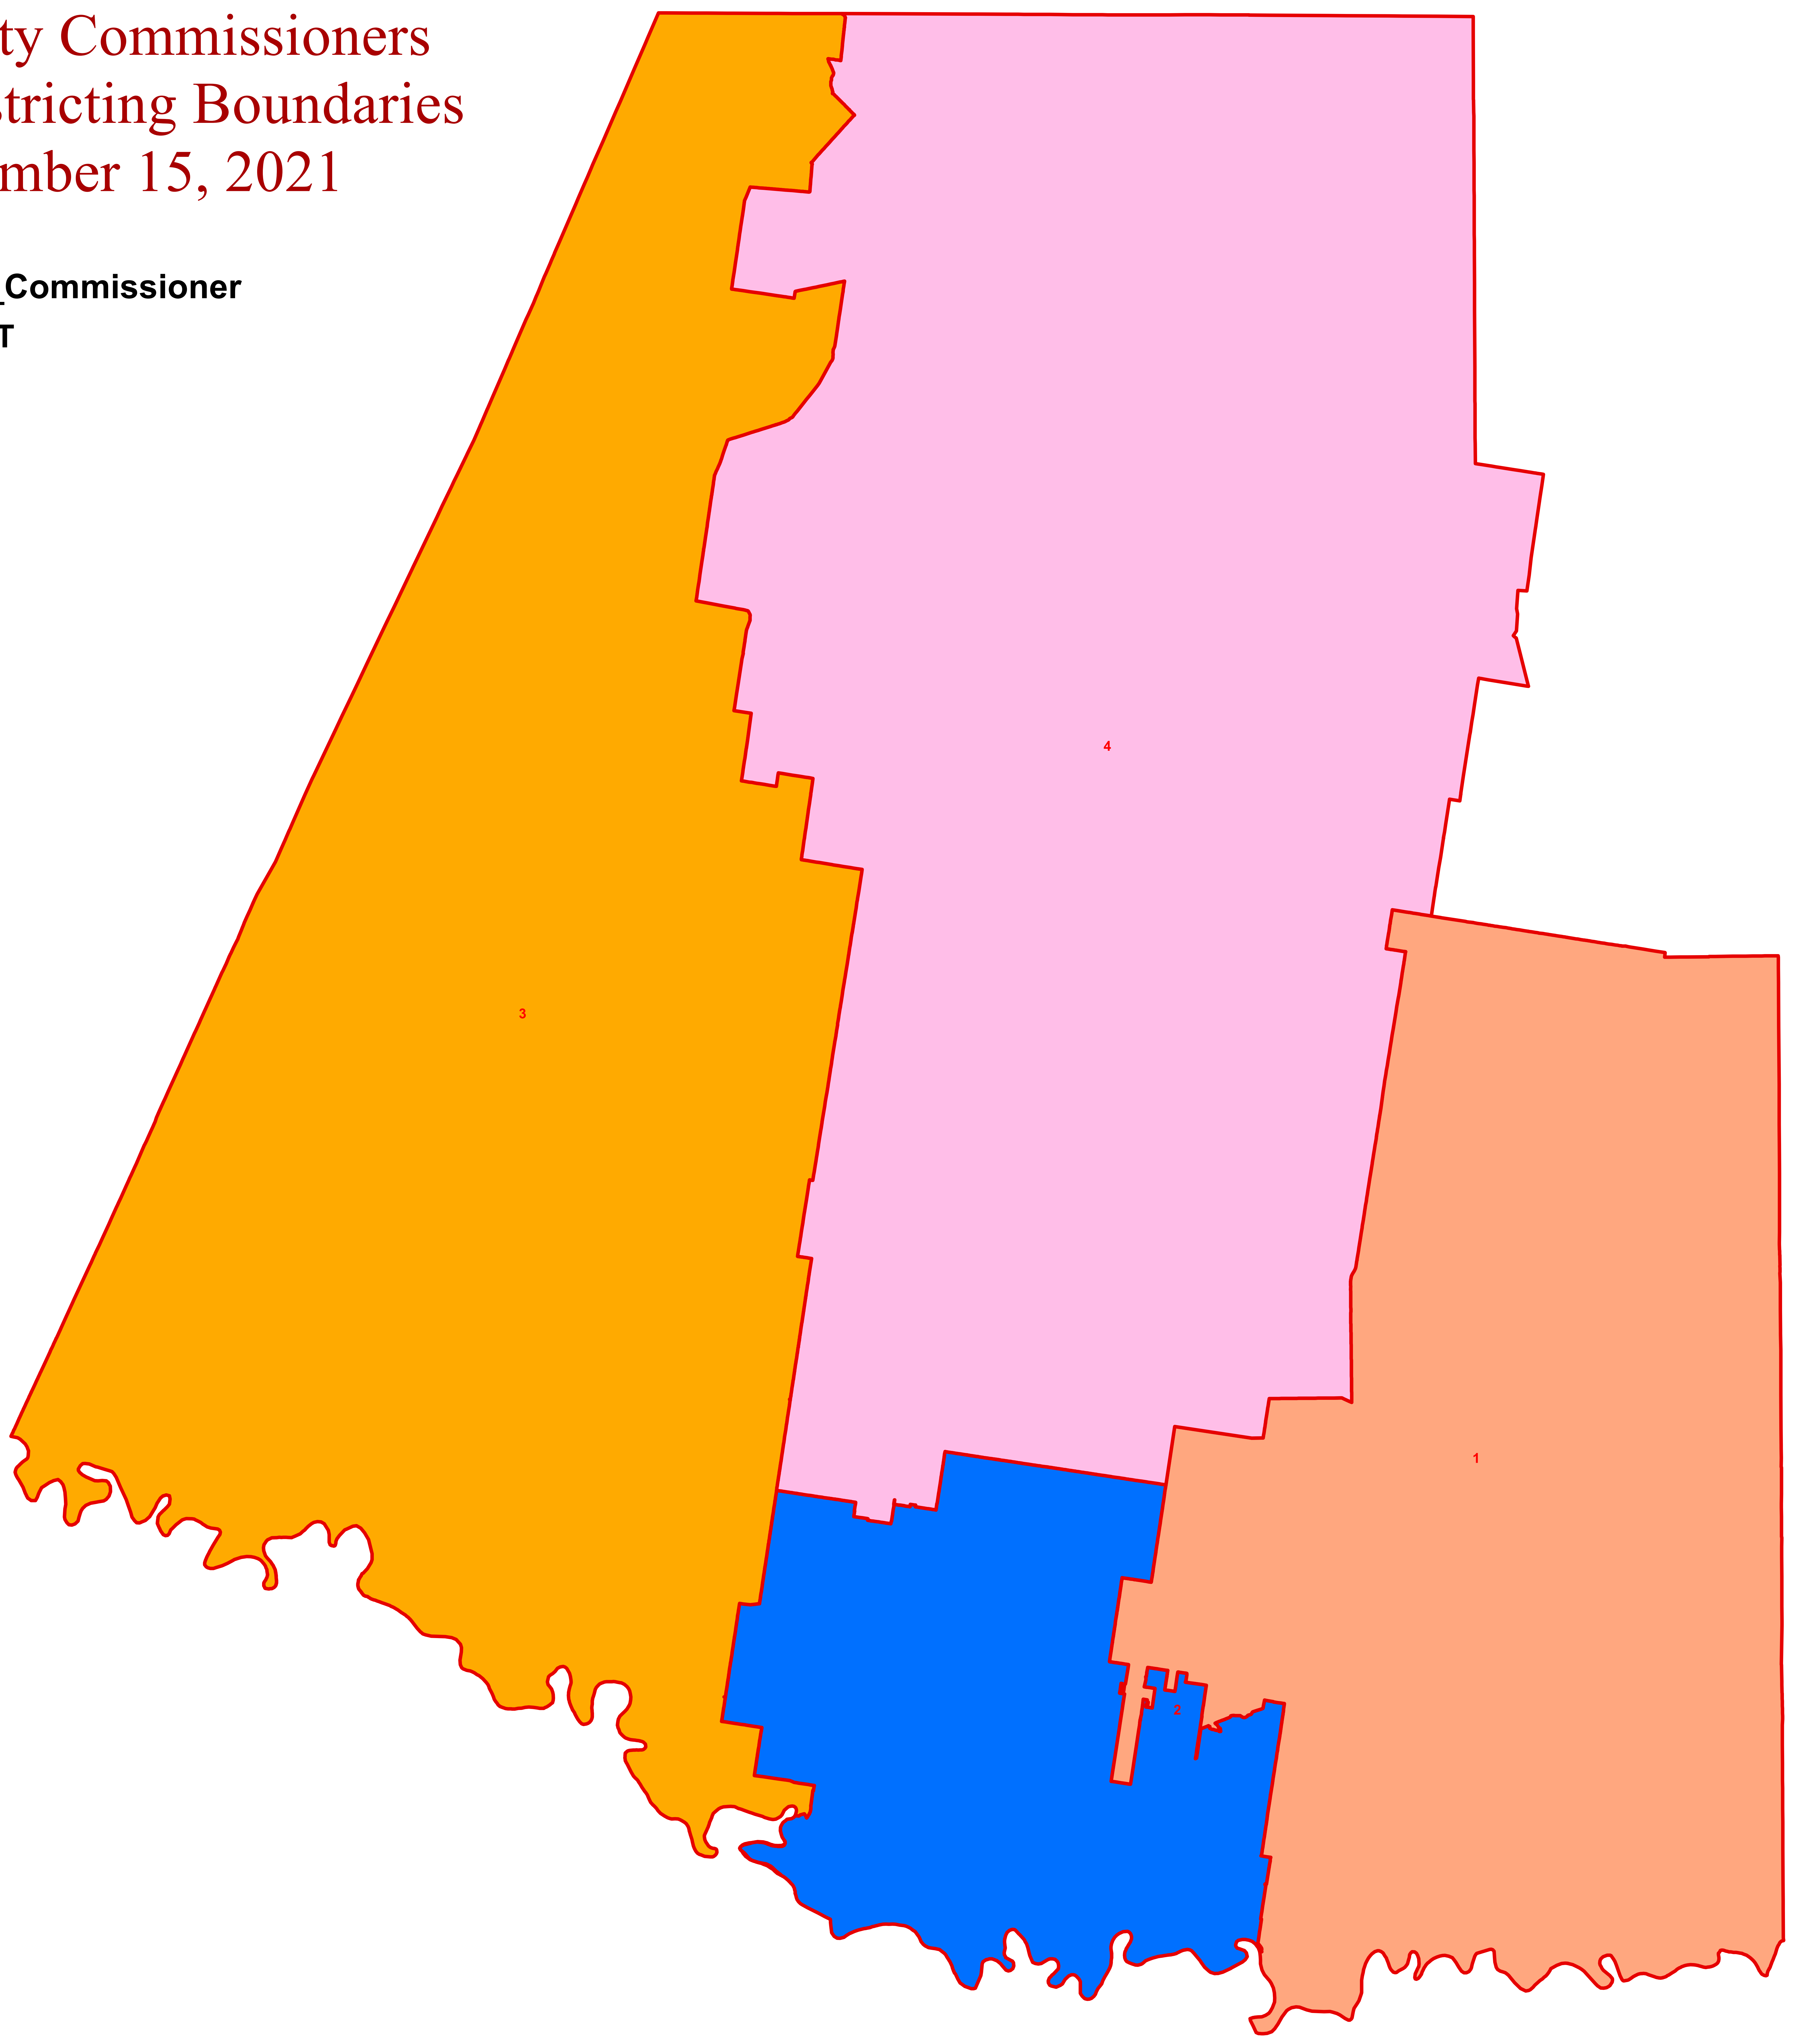 ty Commissioners
stricting Boundaries
mber 15, 2021
_Commissioner
T
4
3
1
2